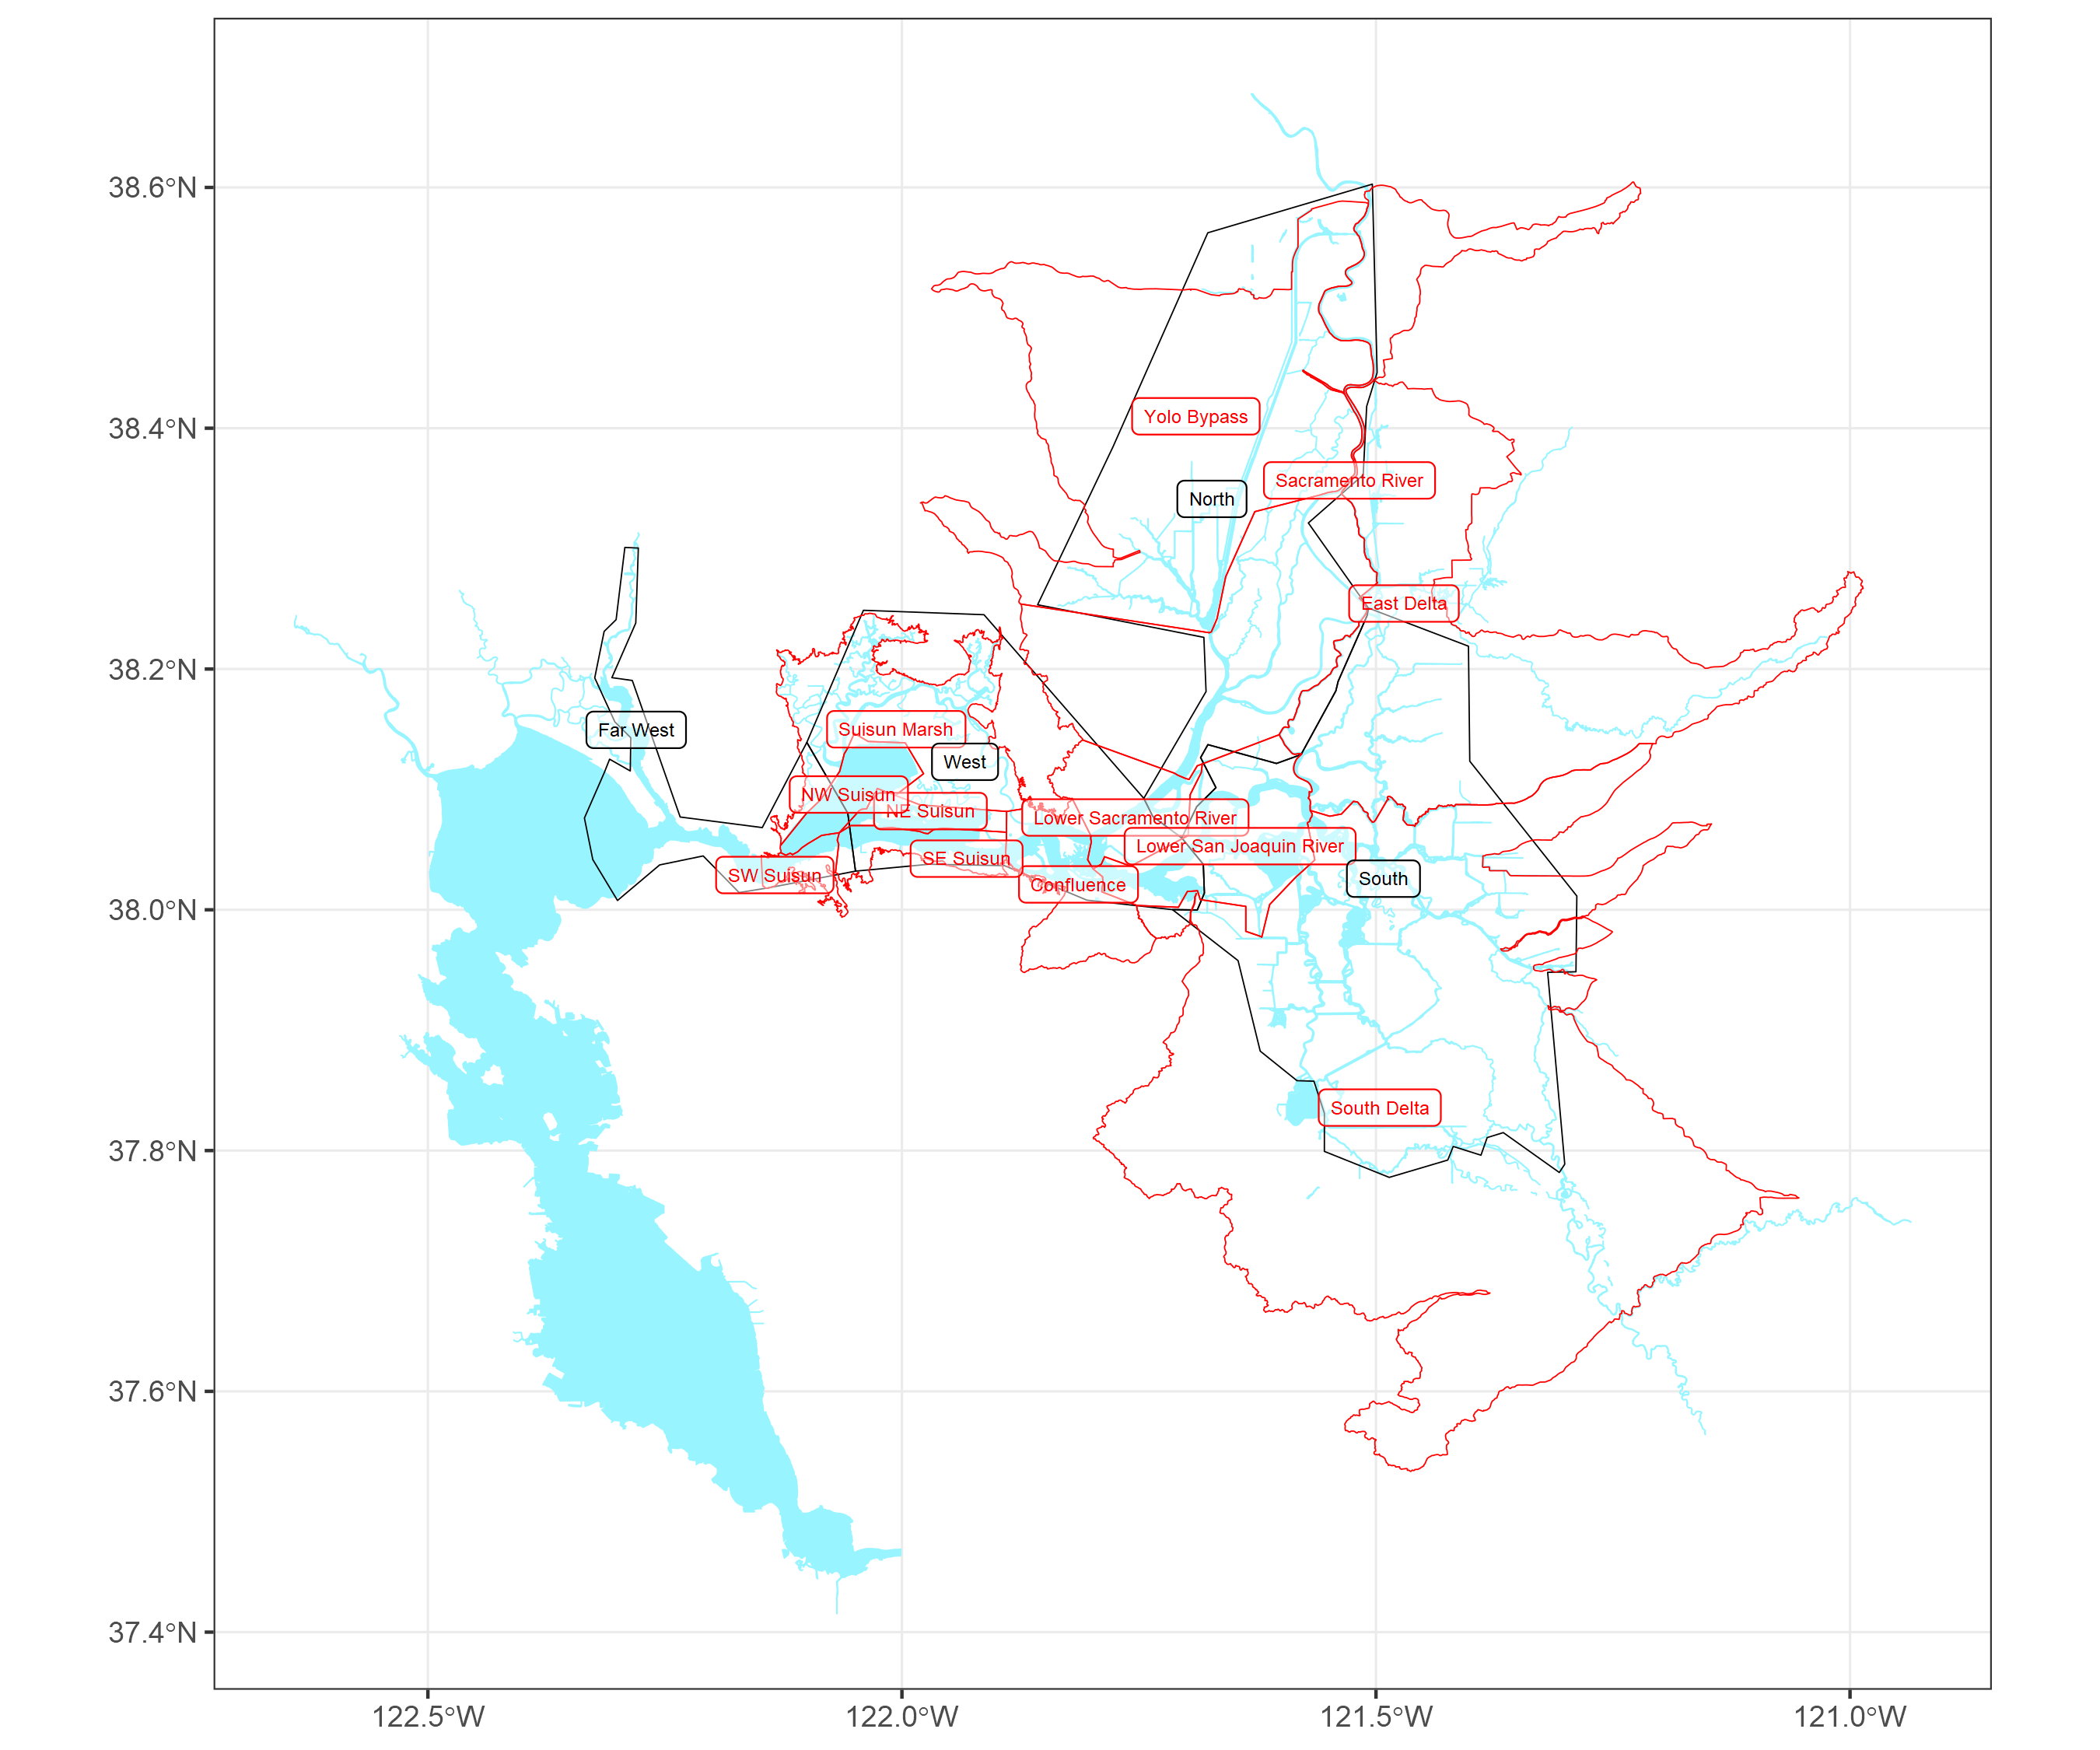 38.6°N
38.4°N
38.2°N
38.0°N
37.8°N
37.6°N
37.4°N
Yolo Bypass
Sacramento River
North
East Delta
Far West
Suisun Marsh
West
NW Suisun
NE Suisun
Lower Sacramento River
Lower San Joaquin River
SE Suisun
SW Suisun
Confluence
South
South Delta
122.5°W
122.0°W
121.5°W
121.0°W